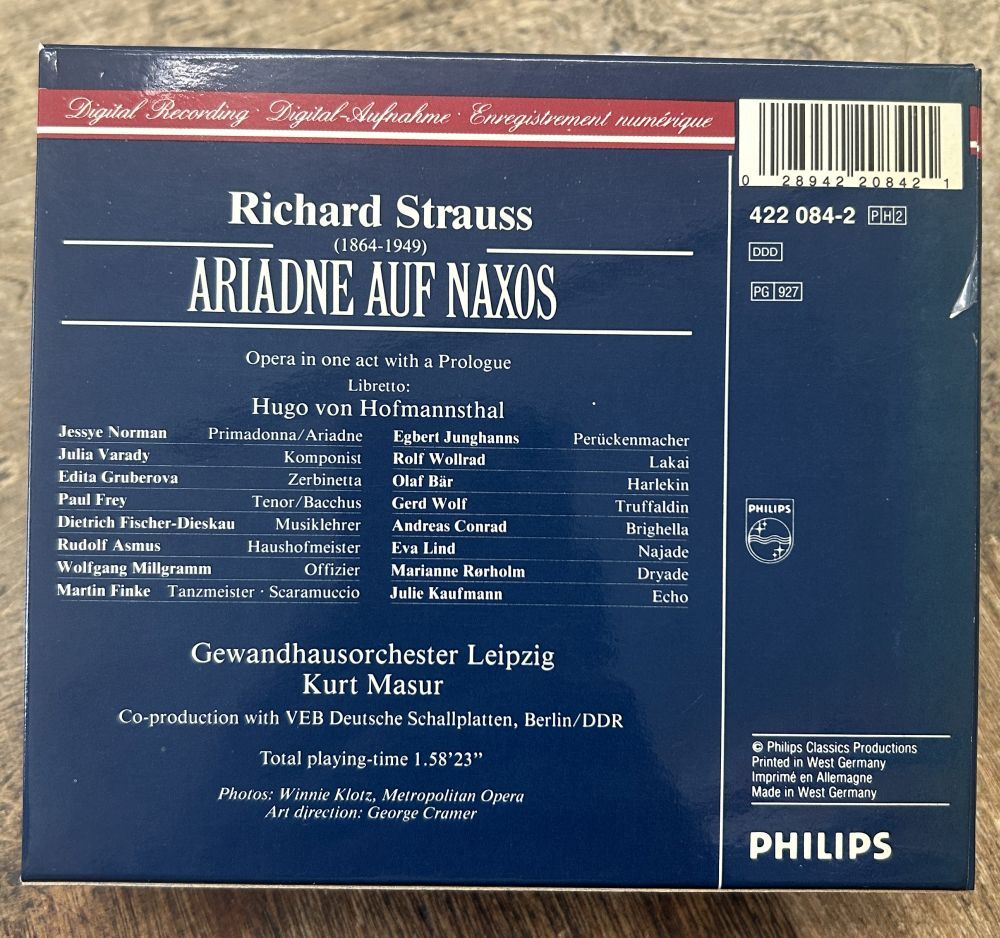 Digital Recording · Digital-Aufnahme · Enregistrement numérique
0 28942 20842 1
422 084-2 PH2
DDD
PG 927
Richard Strauss
(1864-1949)
ARIADNE AUF NAXOS
Opera in one act with a Prologue
Libretto:
Hugo von Hofmannsthal
Jessye Norman Primadonna/Ariadne
Julia Varady Komponist
Edita Gruberova Zerbinetta
Paul Frey Tenor/Bacchus
Dietrich Fischer-Dieskau Musiklehrer
Rudolf Asmus Haushofmeister
Wolfgang Millgramm Offizier
Martin Finke Tanzmeister · Scaramuccio
Egbert Junghanns Perückenmacher
Rolf Wollrad Lakai
Olaf Bär Harlekin
Gerd Wolf Truffaldin
Andreas Conrad Brighella
Eva Lind Najade
Marianne Rørholm Dryade
Julie Kaufmann Echo
Gewandhausorchester Leipzig
Kurt Masur
Co-production with VEB Deutsche Schallplatten, Berlin/DDR
Total playing-time 1.58'23”
Photos: Winnie Klotz, Metropolitan Opera
Art direction: George Cramer
PHILIPS
© Philips Classics Productions
Printed in West Germany
Imprimé en Allemagne
Made in West Germany
PHILIPS